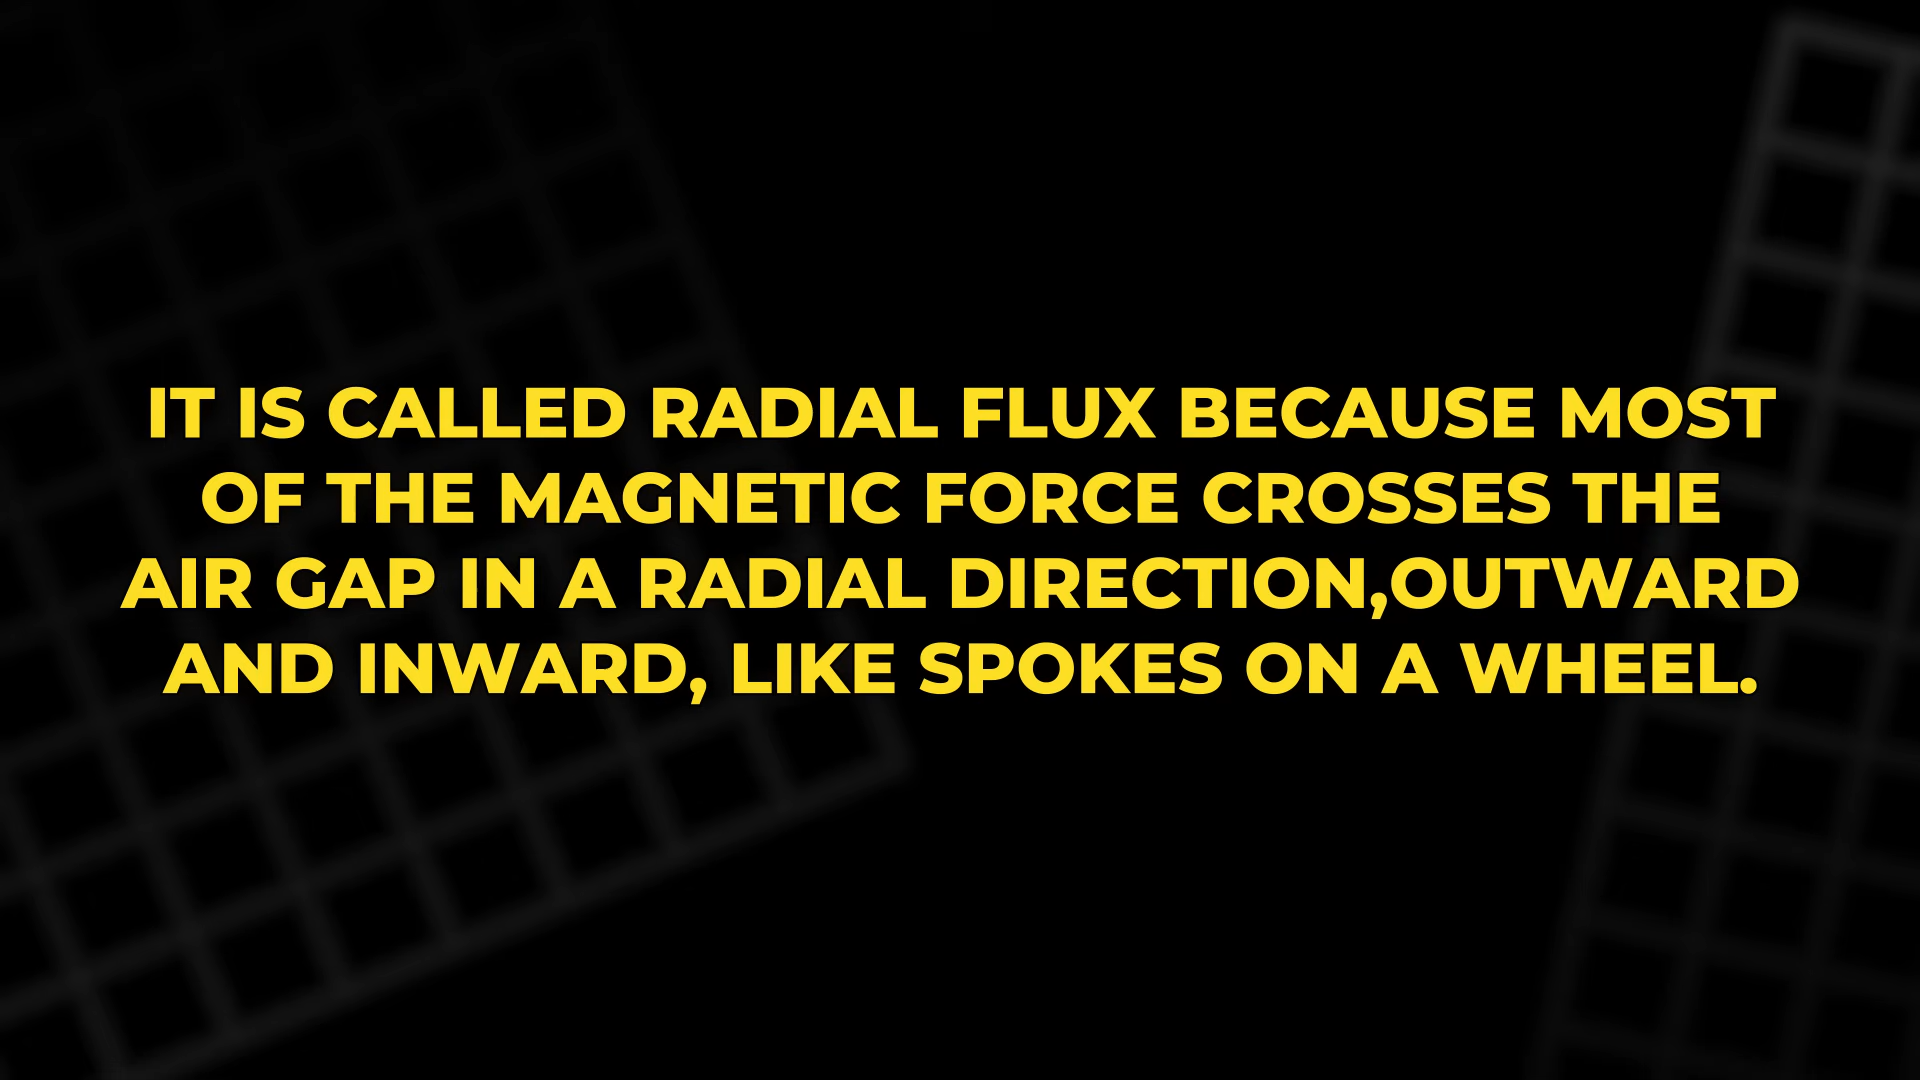 IT IS CALLED RADIAL FLUX BECAUSE MOST
OF THE MAGNETIC FORCE CROSSES THE
AIR GAP IN A RADIAL DIRECTION,OUTWARD
AND INWARD, LIKE SPOKES ON A WHEEL.